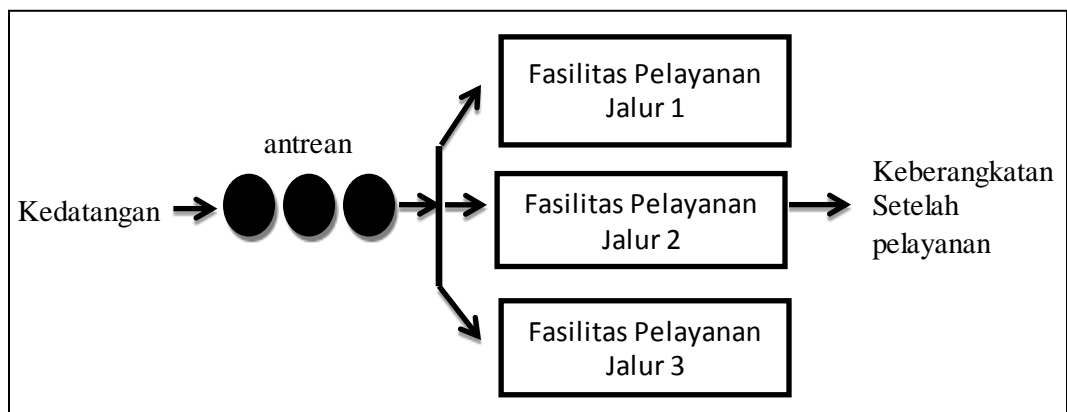 Kedatangan
antrean
Fasilitas Pelayanan
Jalur 1
Fasilitas Pelayanan
Jalur 2
Fasilitas Pelayanan
Jalur 3
Keberangkatan
Setelah
pelayanan